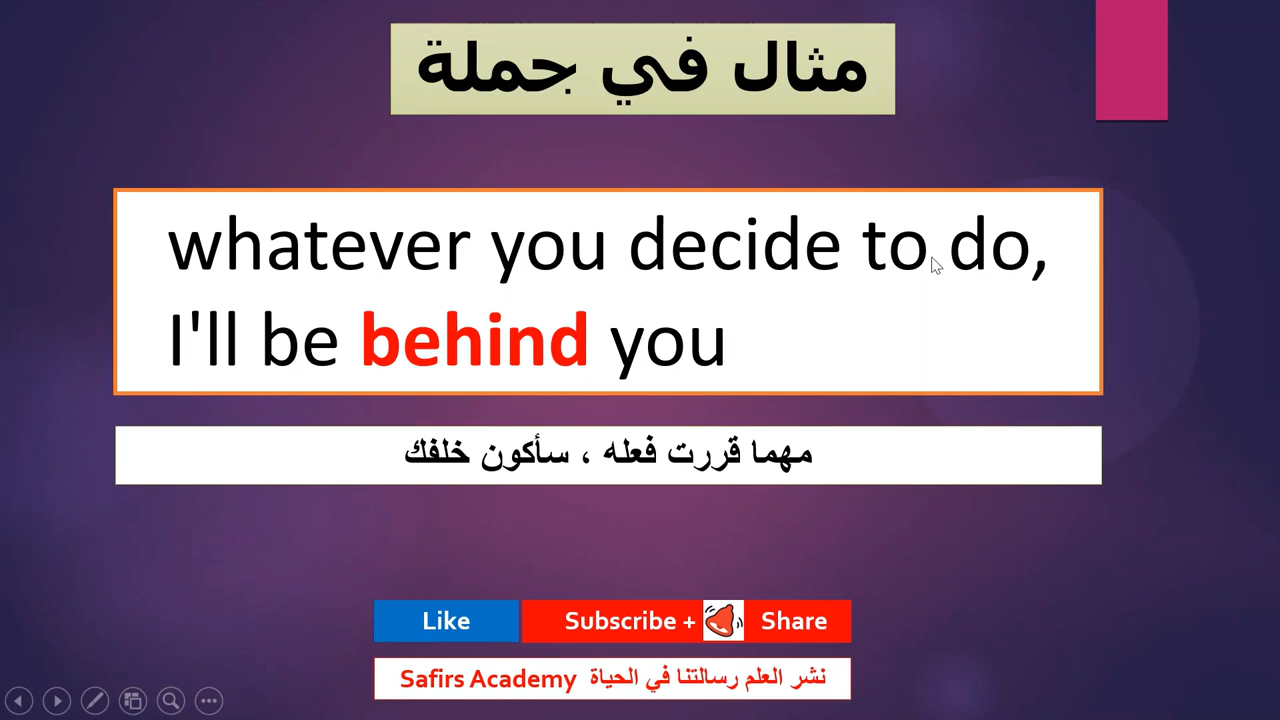 مثال في جملة
whatever you decide to do,
I'll be behind you
مهما قررت فعله ، سأكون خلفك
Like Subscribe + Share
Safirs Academy نشر العلم رسالتنا في الحياة